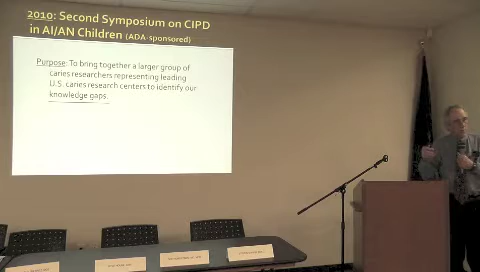 2010: Second Symposium on CIPD
in AI/AN Children (ADA-sponsored)
Purpose: To bring together a larger group of
caries researchers representing leading
U.S. caries research centers to identify our
knowledge gaps.